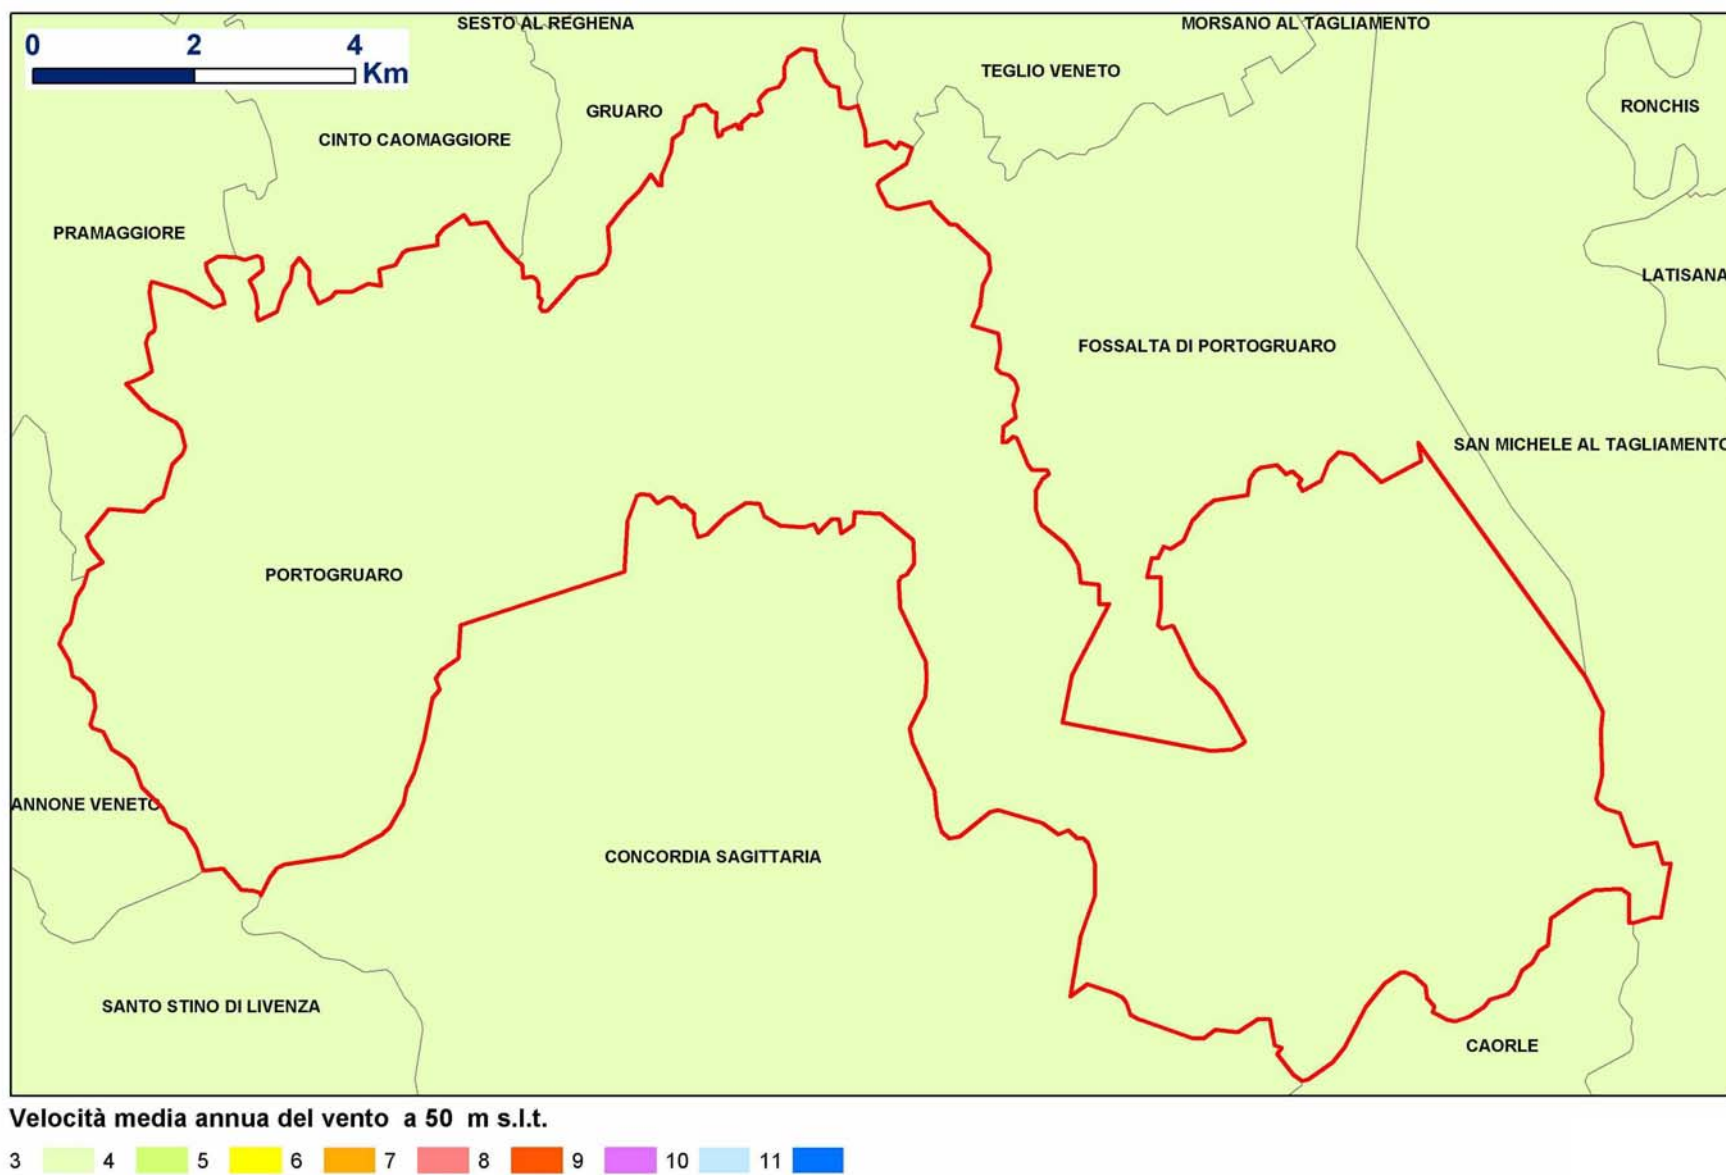 SESTO AL REGHENA
MORSANO AL TAGLIAMENTO
0 2 4
Km
TEGLIO VENETO
RONCHIS
GRUARO
CINTO CAOMAGGIORE
PRAMAGGIORE
LATISANA
FOSSALTA DI PORTOGRUARO
SAN MICHELE AL TAGLIAMENTO
PORTOGRUARO
ANNONE VENETO
CONCORDIA SAGITTARIA
SANTO STINO DI LIVENZA
CAORLE
Velocità media annua del vento a 50 m s.l.t.
3 4 5 6 7 8 9 10 11